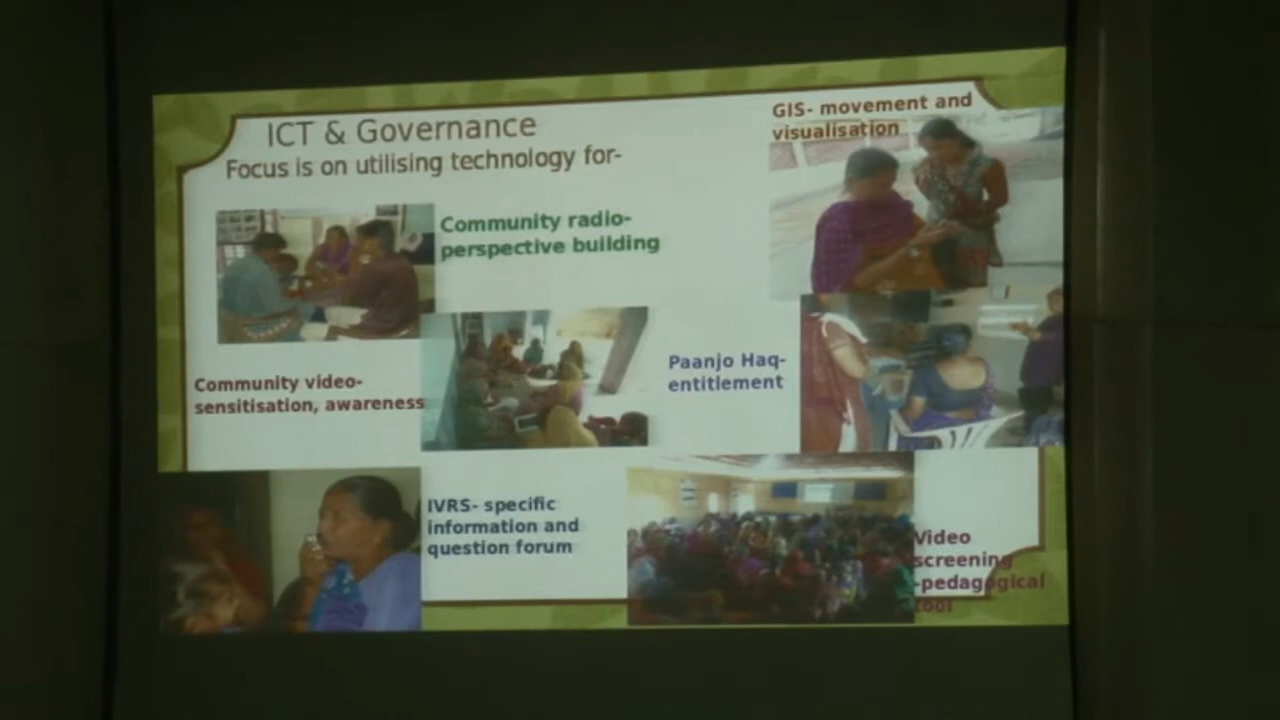 ICT & Governance
Focus is on utilising technology for-
GIS- movement and
visualisation
Community radio-
perspective building
Community video-
sensitisation, awareness
Paanjo Haq-
entitlement
IVRS- specific
information and
question forum
Video
screening
-pedagogical
tool